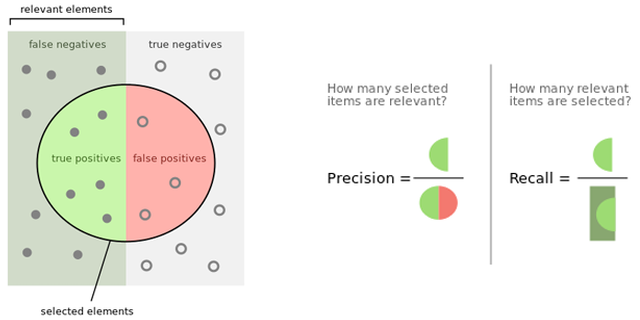 relevant elements
false negatives
true negatives
true positives
false positives
selected elements
How many selected
items are relevant?
Precision =
How many relevant
items are selected?
Recall =